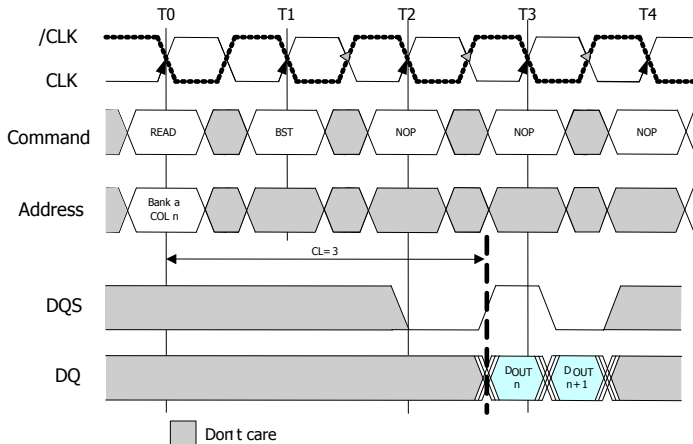 T0 T1 T2 T3 T4
/CLK
CLK
Command READ BST NOP NOP NOP
Address Bank a
COL n
CL= 3
DQS
DQ DOUT n DOUT n+1
Don't care